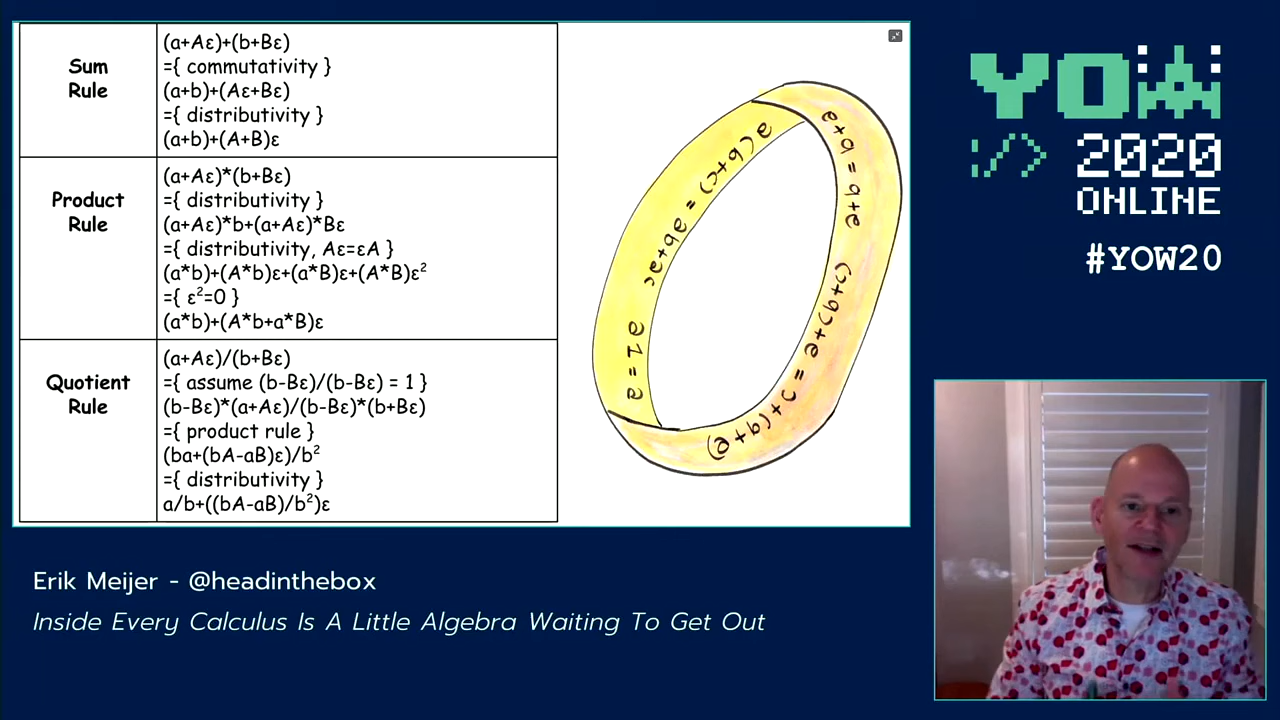 Sum
Rule
(a+Aε)+(b+Bε)
={ commutativity }
(a+b)+(Aε+Bε)
={ distributivity }
(a+b)+(A+B)ε
Product
Rule
(a+Aε)*(b+Bε)
={ distributivity }
(a+Aε)*b+(a+Aε)*Bε
={ distributivity, Aε=εA }
(a*b)+(A*b)ε+(a*B)ε+(A*B)ε²
={ ε²=0 }
(a*b)+(A*b+a*B)ε
Quotient
Rule
(a+Aε)/(b+Bε)
={ assume (b-Bε)/(b-Bε) = 1 }
(b-Bε)*(a+Aε)/(b-Bε)*(b+Bε)
={ product rule }
(ba+(bA-aB)ε)/b²
={ distributivity }
a/b+((bA-aB)/b²)ε
a(b+c) = ab+ac
a1 = a
a+b = b+a
(a+b)+c = a+(b+c)
YOW
:/> 2020
ONLINE
#YOW20
Erik Meijer - @headinthebox
Inside Every Calculus Is A Little Algebra Waiting To Get Out